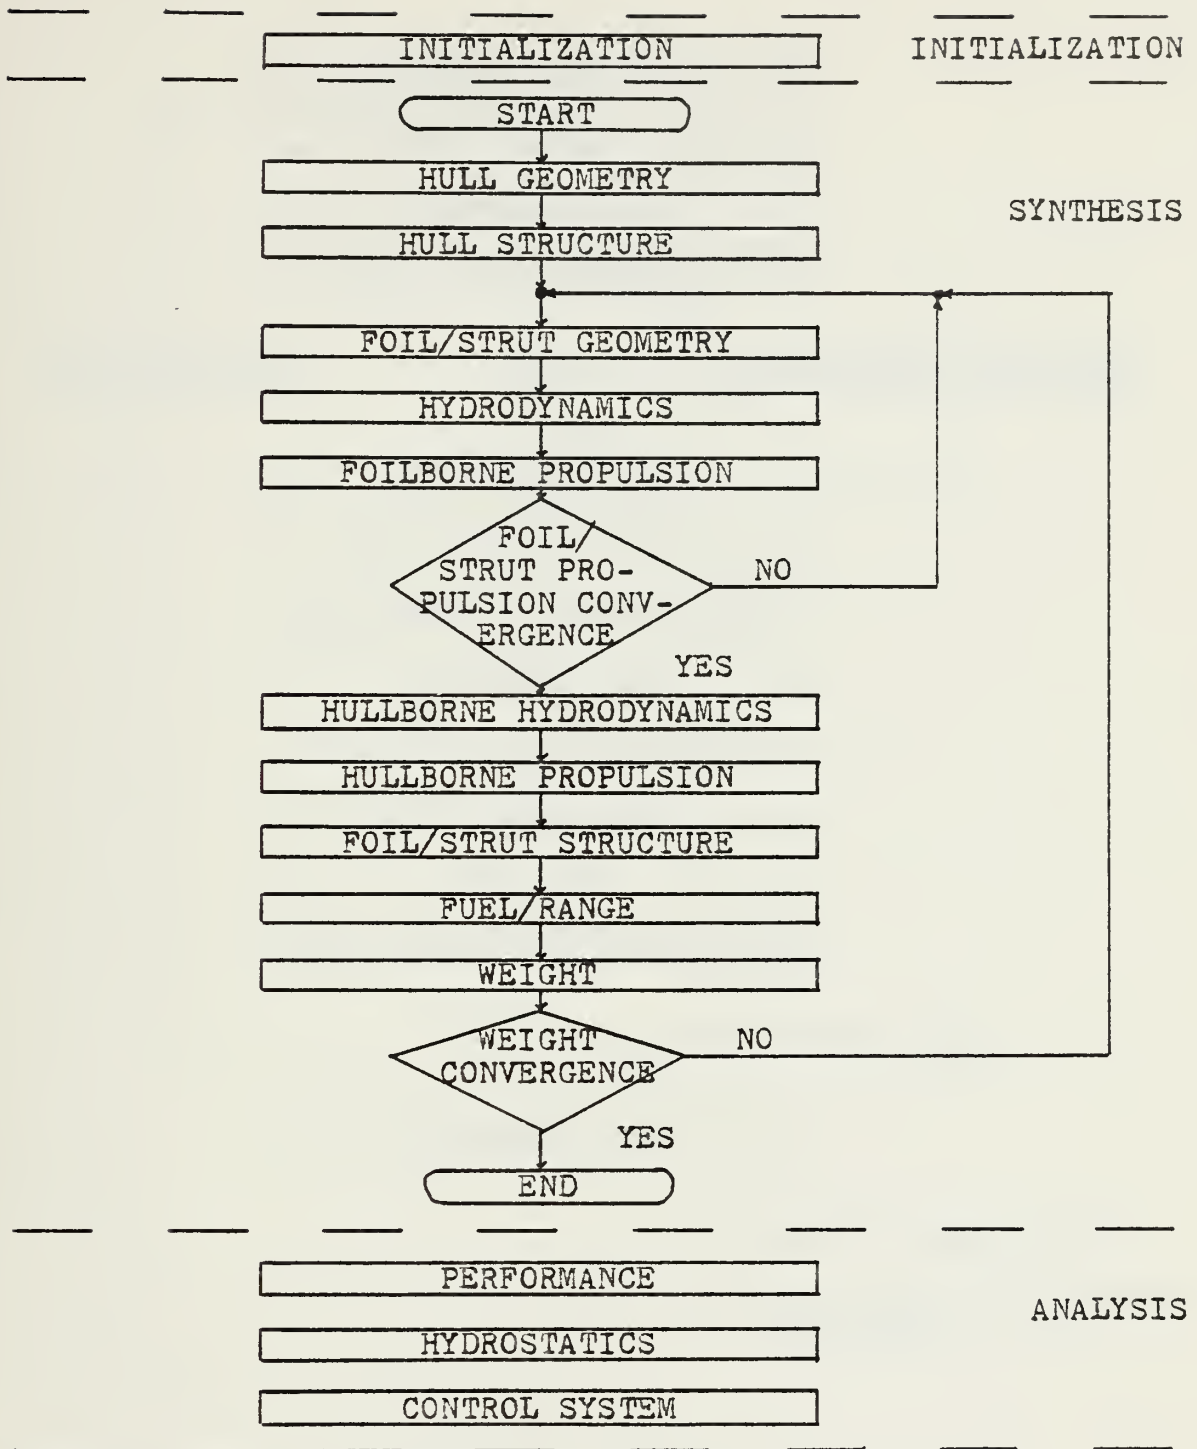 INITIALIZATION INITIALIZATION
START
HULL GEOMETRY
SYNTHESIS
HULL STRUCTURE
FOIL/STRUT GEOMETRY
HYDRODYNAMICS
FOILBORNE PROPULSION
FOIL/
STRUT PRO-
PULSION CONV-
ERGENCE
NO
YES
HULLBORNE HYDRODYNAMICS
HULLBORNE PROPULSION
FOIL/STRUT STRUCTURE
FUEL/RANGE
WEIGHT
WEIGHT
CONVERGENCE
NO
YES
END
PERFORMANCE
ANALYSIS
HYDROSTATICS
CONTROL SYSTEM